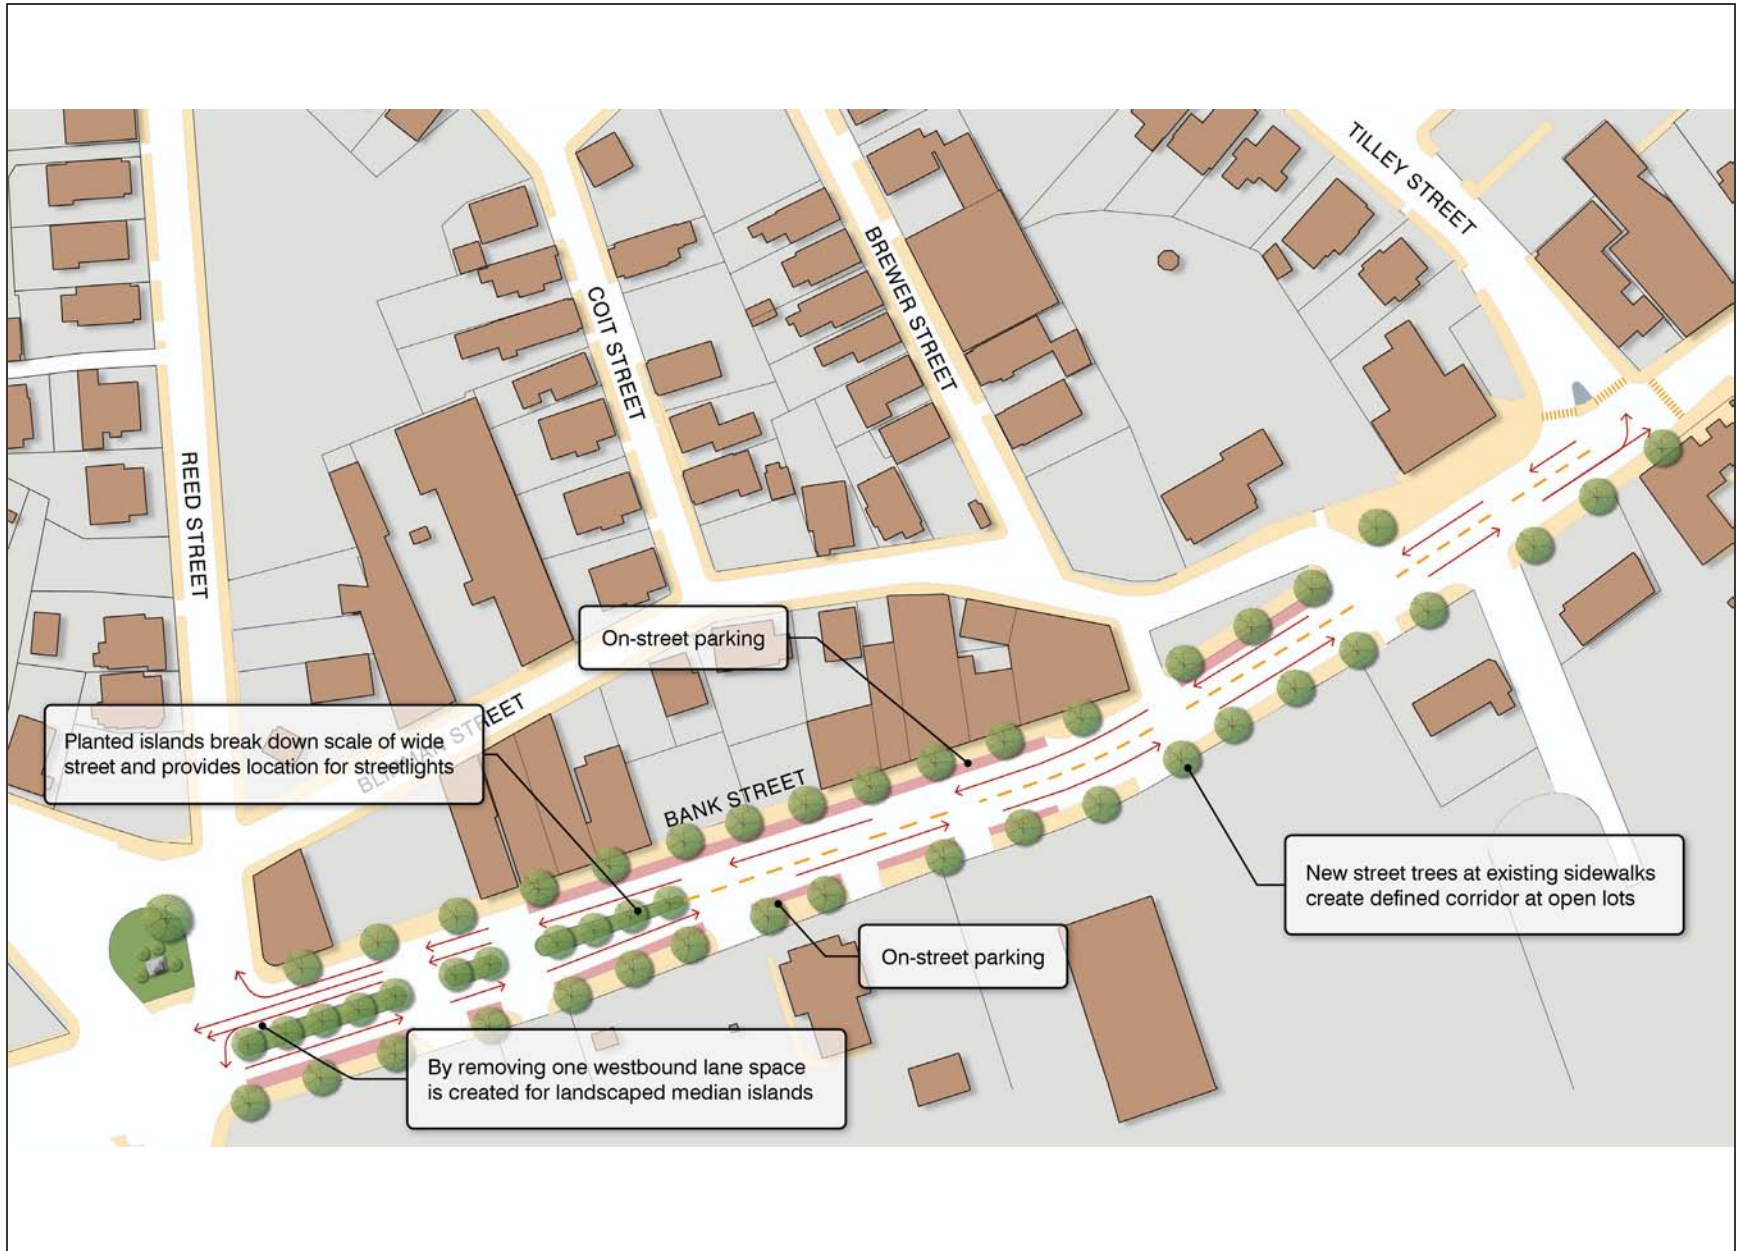 TILLEY STREET
BREWER STREET
COIT STREET
REED STREET
On-street parking
Planted islands break down scale of wide
street and provides location for streetlights
BLINMAN STREET
BANK STREET
New street trees at existing sidewalks
create defined corridor at open lots
On-street parking
By removing one westbound lane space
is created for landscaped median islands